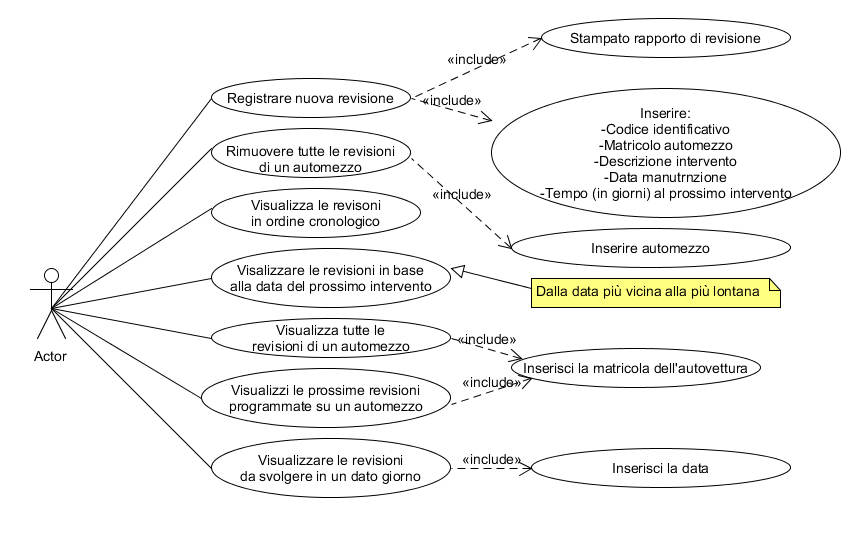 Stampato rapporto di revisione
«include»
Registrare nuova revisione
«include»
Inserire:
-Codice identificativo
-Matricolo automezzo
-Descrizione intervento
-Data manutrnzione
-Tempo (in giorni) al prossimo intervento
Rimuovere tutte le revisioni
di un automezzo
«include»
Visualizza le revisoni
in ordine cronologico
Inserire automezzo
Visalizzare le revisioni in base
alla data del prossimo intervento
Dalla data più vicina alla più lontana
Actor
Visualizza tutte le
revisioni di un automezzo
«include»
Inserisci la matricola dell'autovettura
Visualizzi le prossime revisioni
programmate su un automezzo
«include»
Visualizzare le revisioni
da svolgere in un dato giorno
«include»
Inserisci la data